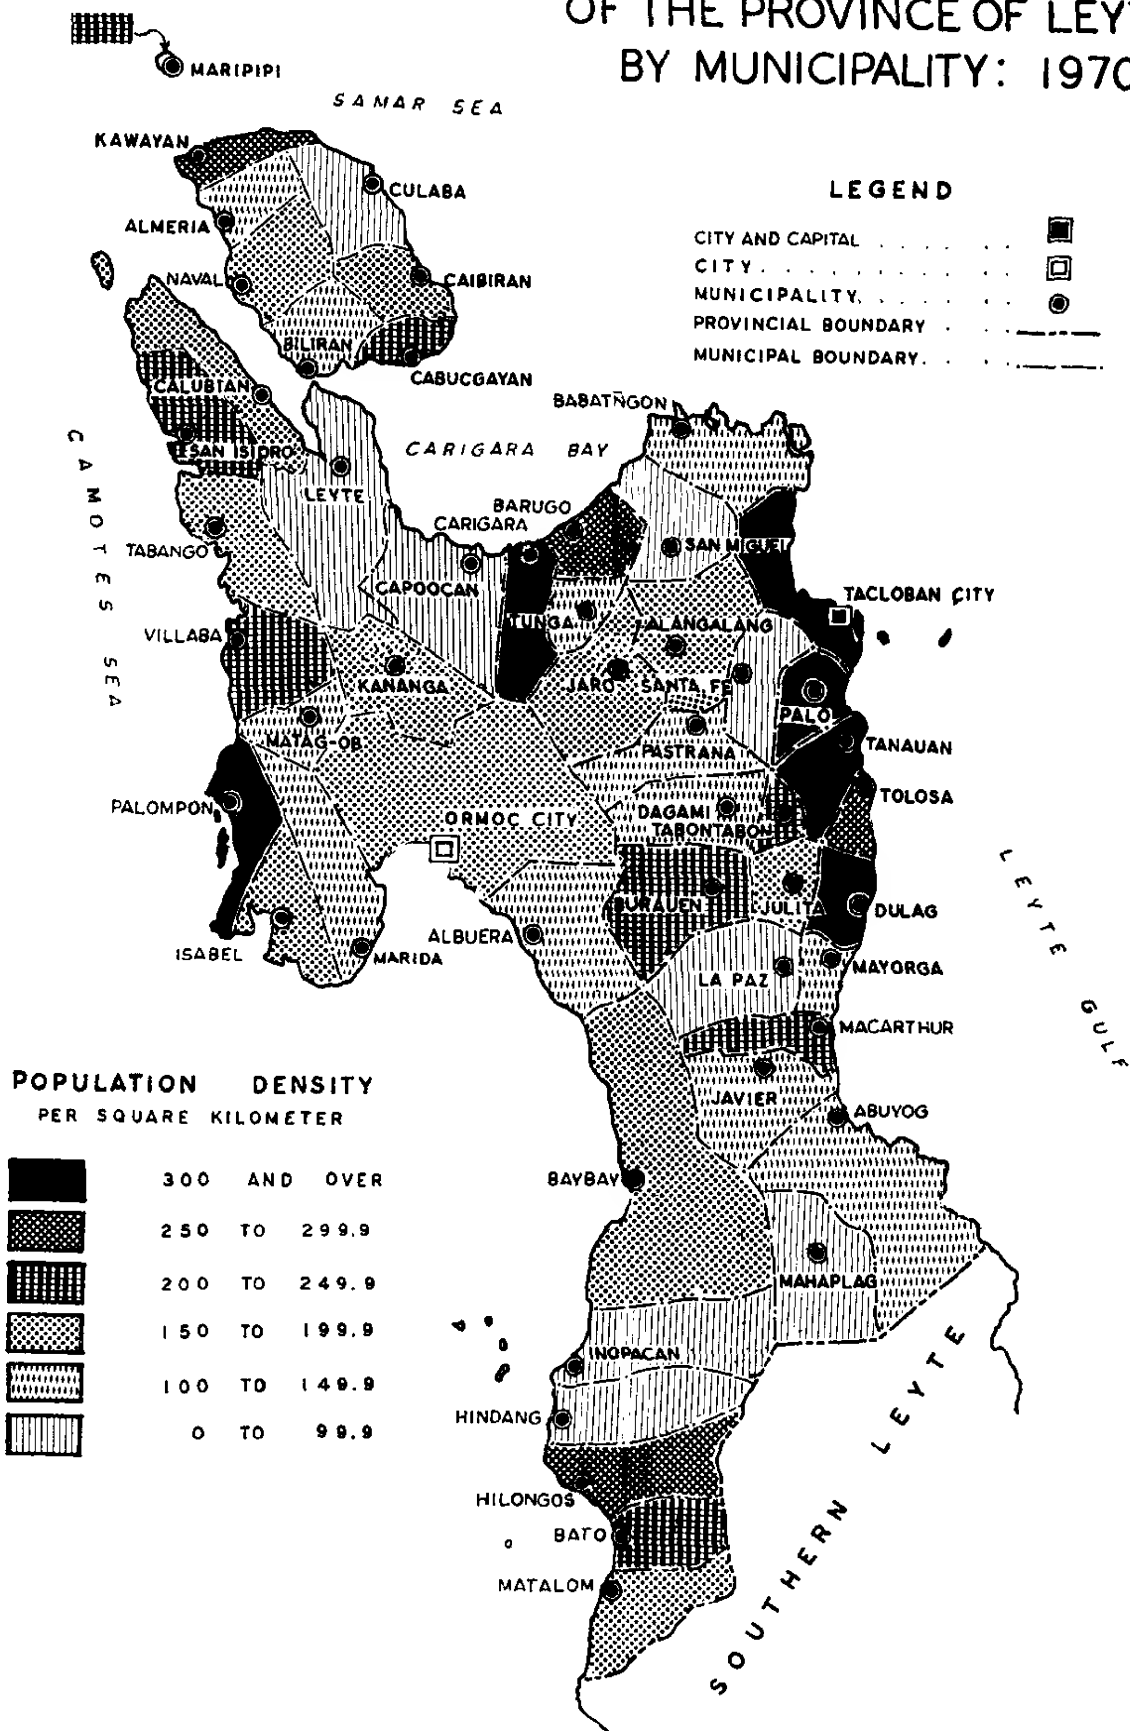 OF THE PROVINCE OF LEY
BY MUNICIPALITY: 1970
MARIPIPI
SAMAR SEA
KAWAYAN
CULABA
ALMERIA
NAVAL
CAIBIRAN
BILIRAN
CABUCGAYAN
LEGEND
CITY AND CAPITAL
CITY
MUNICIPALITY
PROVINCIAL BOUNDARY
MUNICIPAL BOUNDARY
CALUBIAN
BABATÑGON
SAN ISIDRO
CARIGARA BAY
CAMOTES SEA
LEYTE
BARUGO
CARIGARA
TABANGO
SAN MIGUEL
CAPOOCAN
TACLOBAN CITY
TUNGA
ALANGALANG
VILLABA
KANANGA
JARO
SANTA FE
PALO
MATAG-OB
PASTRANA
TANAUAN
PALOMPON
TOLOSA
ORMOC CITY
DAGAMI
TABONTABON
BURAUEN
JULITA
DULAG
ISABEL
MARIDA
ALBUERA
LA PAZ
MAYORGA
LEYTE GULF
MACARTHUR
JAVIER
ABUYOG
POPULATION DENSITY
PER SQUARE KILOMETER
300 AND OVER
250 TO 299.9
200 TO 249.9
150 TO 199.9
100 TO 149.9
0 TO 99.9
BAYBAY
MAHAPLAG
INOPACAN
HINDANG
HILONGOS
BATO
MATALOM
SOUTHERN LEYTE